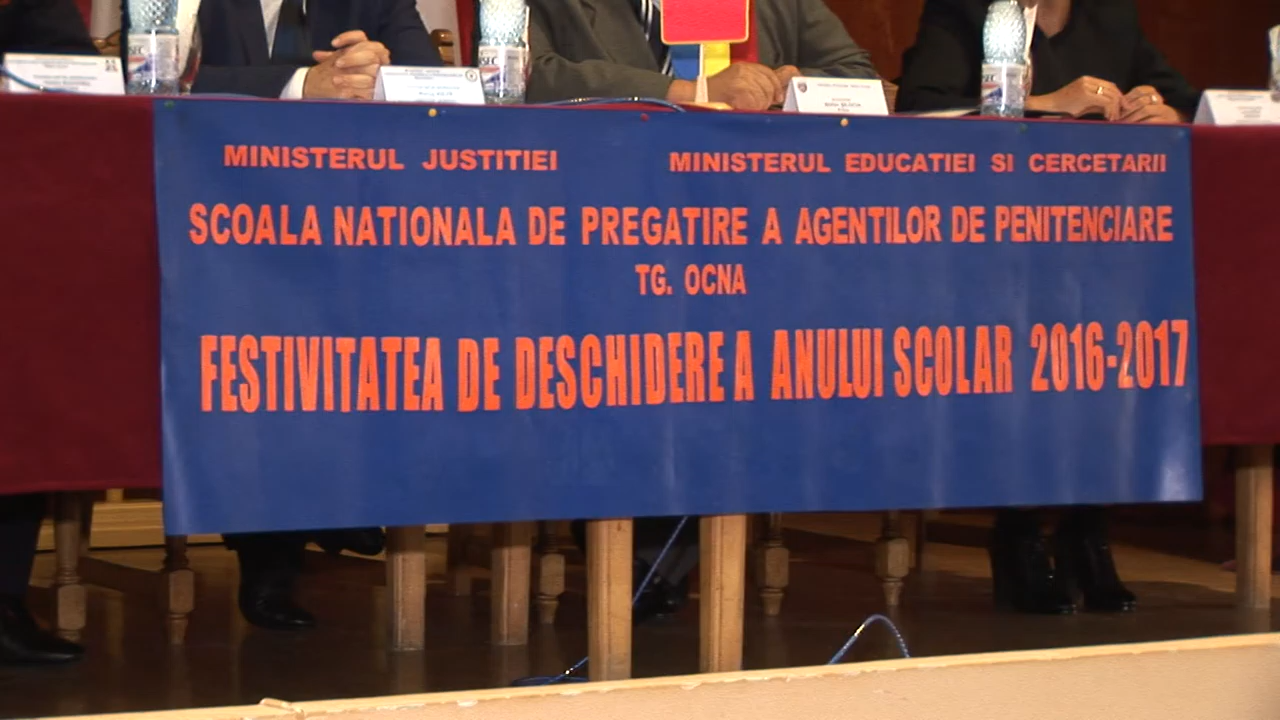 MINISTERUL JUSTITIEI MINISTERUL EDUCATIEI SI CERCETARII
SCOALA NATIONALA DE PREGATIRE A AGENTILOR DE PENITENCIARE
TG. OCNA
FESTIVITATEA DE DESCHIDERE A ANULUI SCOLAR 2016-2017